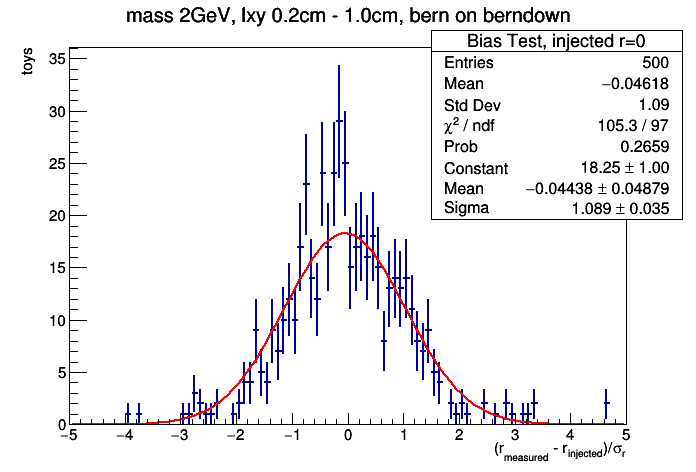 mass 2GeV, lxy 0.2cm - 1.0cm, bern on berndown
Bias Test, injected r=0
Entries 500
Mean −0.04618
Std Dev 1.09
χ² / ndf 105.3 / 97
Prob 0.2659
Constant 18.25 ± 1.00
Mean −0.04438 ± 0.04879
Sigma 1.089 ± 0.035
toys
35
30
25
20
15
10
5
0
−5 −4 −3 −2 −1 0 1 2 3 4 5
(r_measured - r_injected)/σ_r